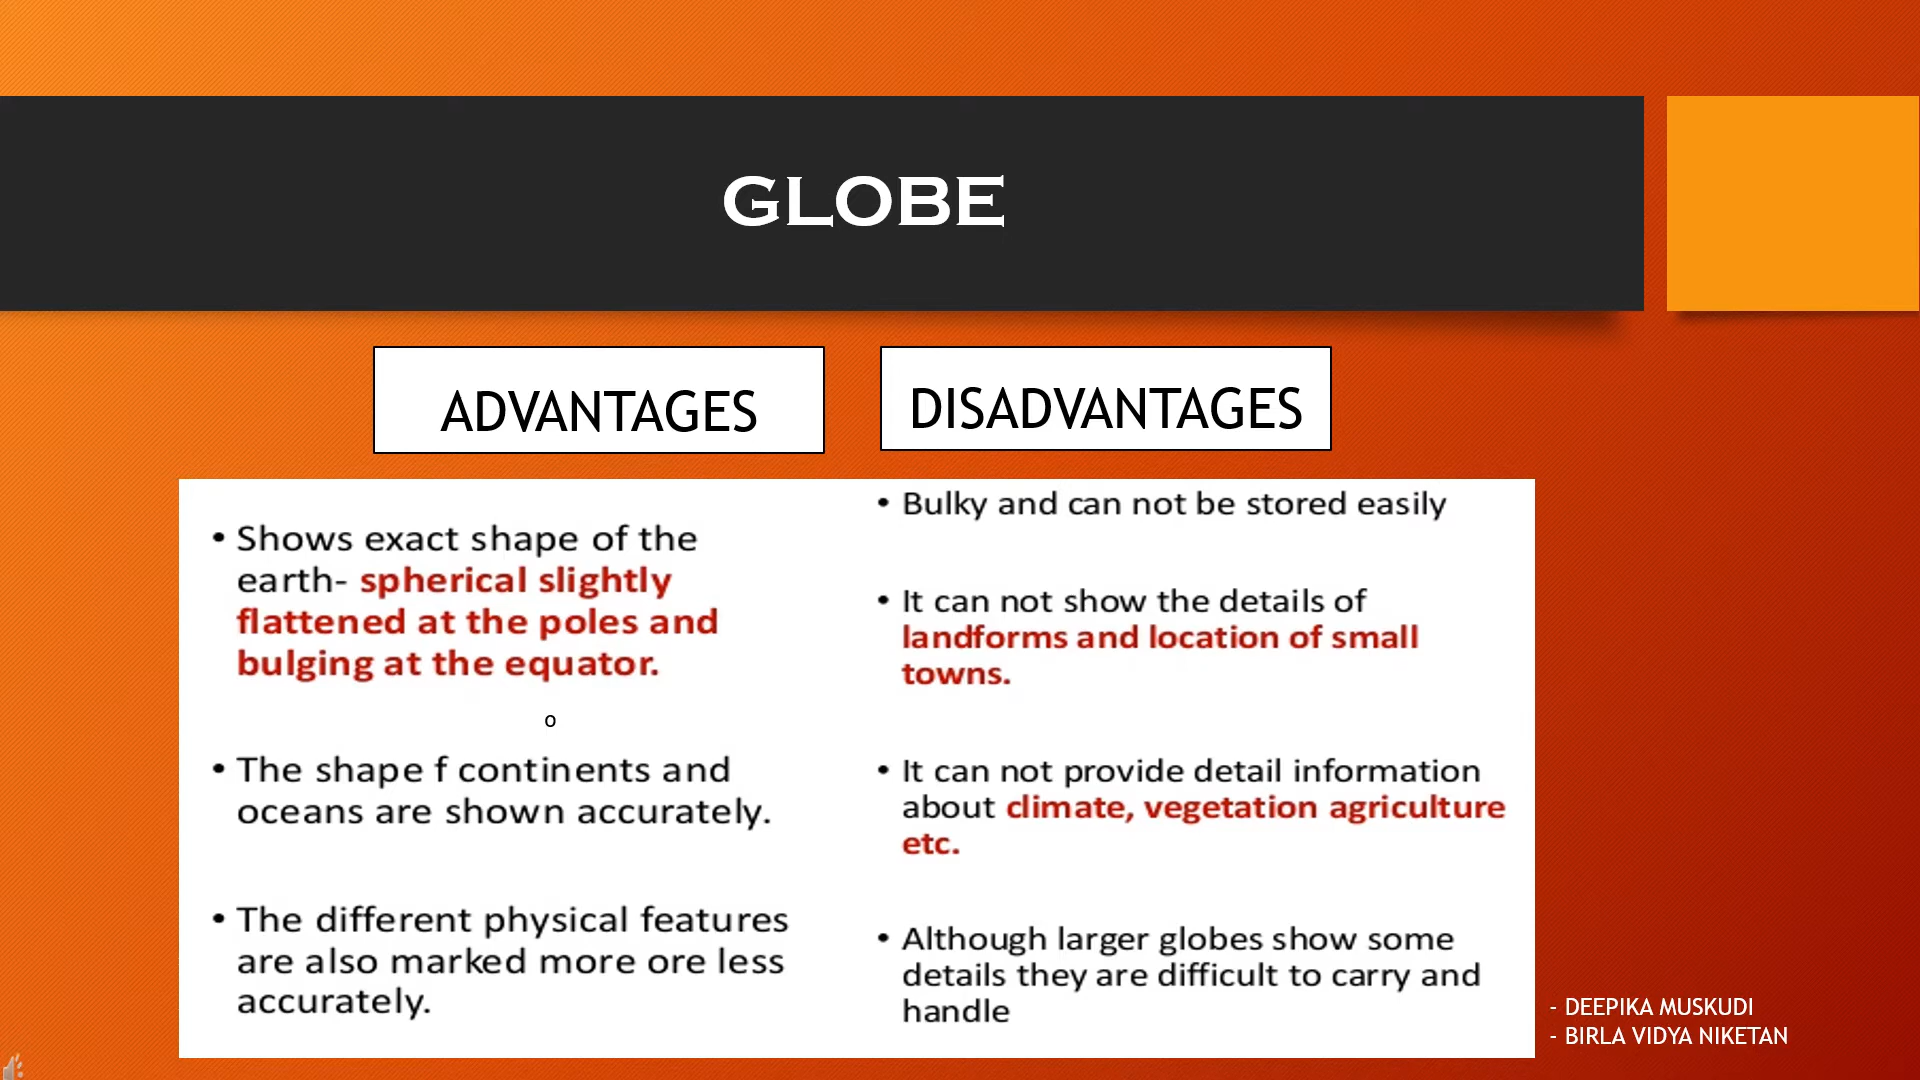 GLOBE
ADVANTAGES
DISADVANTAGES
• Shows exact shape of the
earth- spherical slightly
flattened at the poles and
bulging at the equator.
o
• The shape f continents and
oceans are shown accurately.
• The different physical features
are also marked more ore less
accurately.
• Bulky and can not be stored easily
• It can not show the details of
landforms and location of small
towns.
• It can not provide detail information
about climate, vegetation agriculture
etc.
• Although larger globes show some
details they are difficult to carry and
handle
- DEEPIKA MUSKUDI
- BIRLA VIDYA NIKETAN